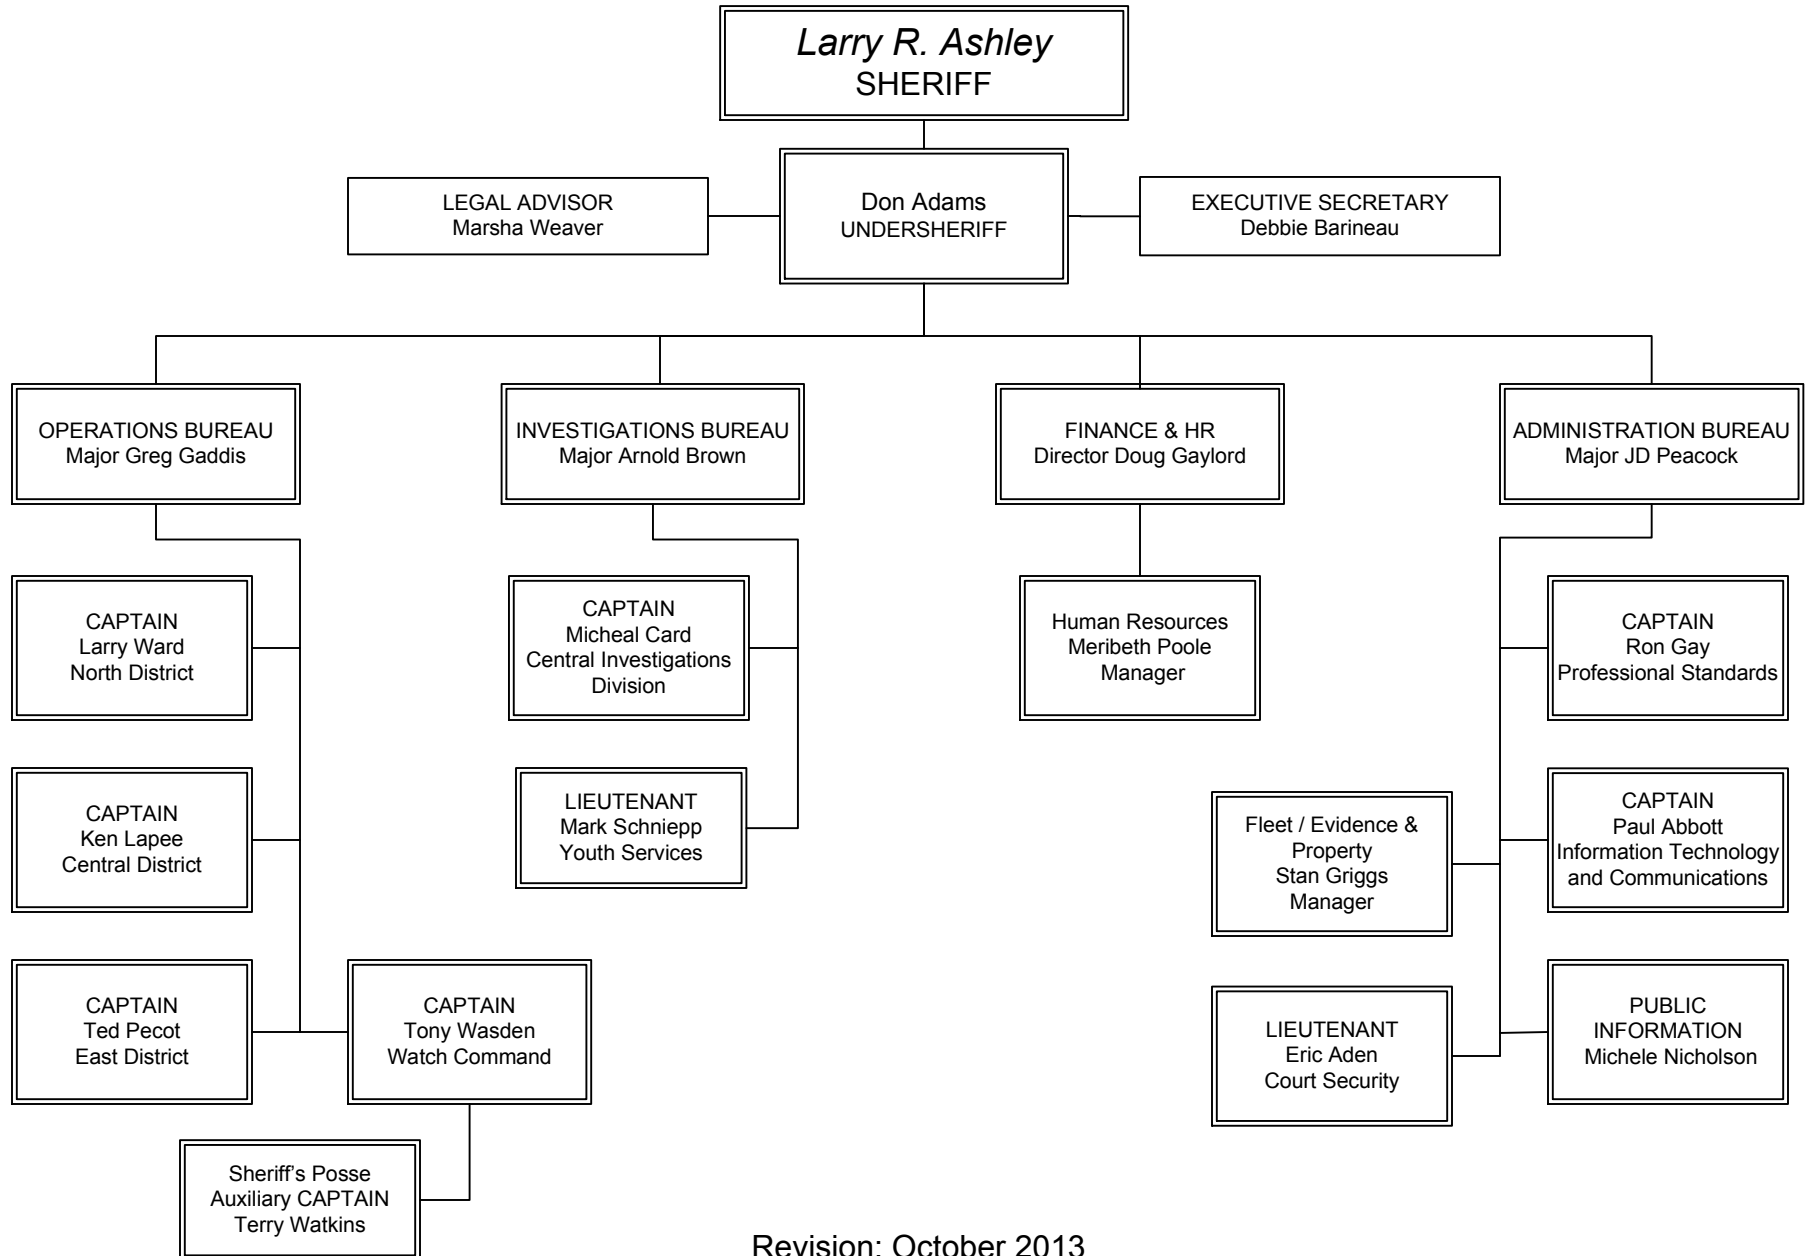 Larry R. Ashley
SHERIFF
LEGAL ADVISOR
Marsha Weaver
Don Adams
UNDERSHERIFF
EXECUTIVE SECRETARY
Debbie Barineau
OPERATIONS BUREAU
Major Greg Gaddis
INVESTIGATIONS BUREAU
Major Arnold Brown
FINANCE & HR
Director Doug Gaylord
ADMINISTRATION BUREAU
Major JD Peacock
CAPTAIN
Larry Ward
North District
CAPTAIN
Micheal Card
Central Investigations
Division
Human Resources
Meribeth Poole
Manager
CAPTAIN
Ron Gay
Professional Standards
CAPTAIN
Ken Lapee
Central District
LIEUTENANT
Mark Schniepp
Youth Services
Fleet / Evidence &
Property
Stan Griggs
Manager
CAPTAIN
Paul Abbott
Information Technology
and Communications
CAPTAIN
Ted Pecot
East District
CAPTAIN
Tony Wasden
Watch Command
LIEUTENANT
Eric Aden
Court Security
PUBLIC
INFORMATION
Michele Nicholson
Sheriff's Posse
Auxiliary CAPTAIN
Terry Watkins
Revision: October 2013